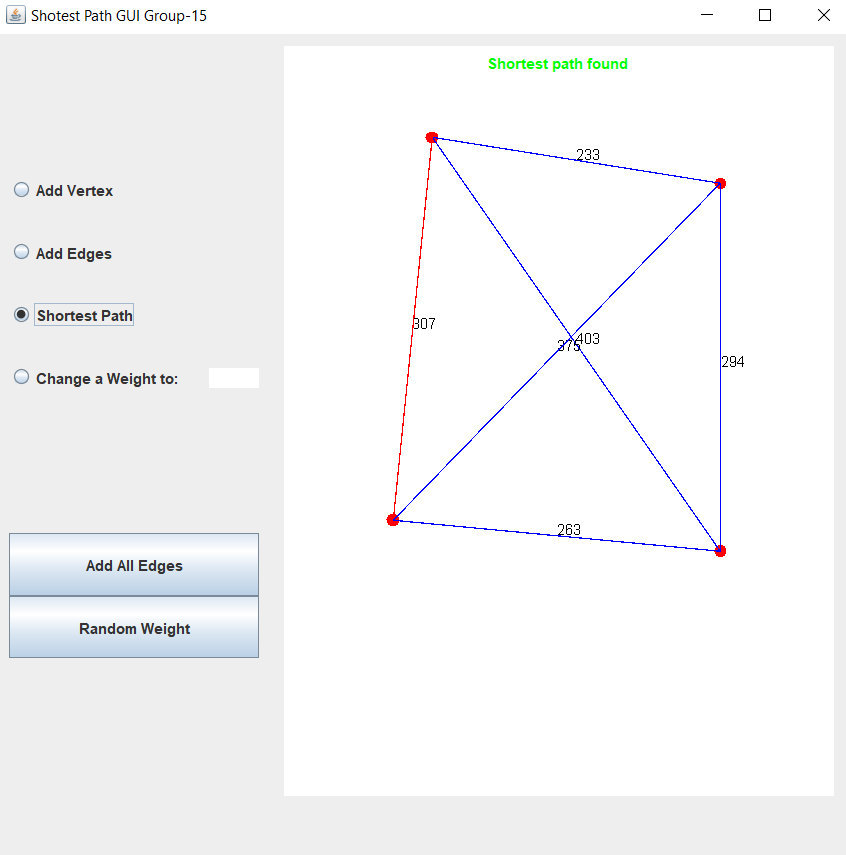 Shotest Path GUI Group-15
Shortest path found
233
Add Vertex
Add Edges
Shortest Path
307
403
375
294
Change a Weight to:
263
Add All Edges
Random Weight